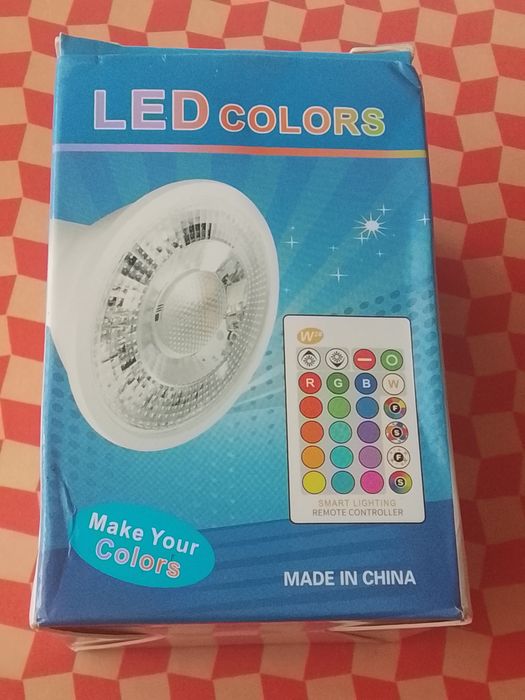 LED COLORS
W
R G B W
F
S
F
S
SMART LIGHTING
REMOTE CONTROLLER
Make Your
Colors
MADE IN CHINA